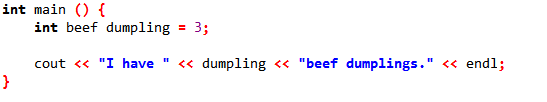 int main () {
int beef dumpling = 3;
cout << "I have " << dumpling << "beef dumplings." << endl;
}